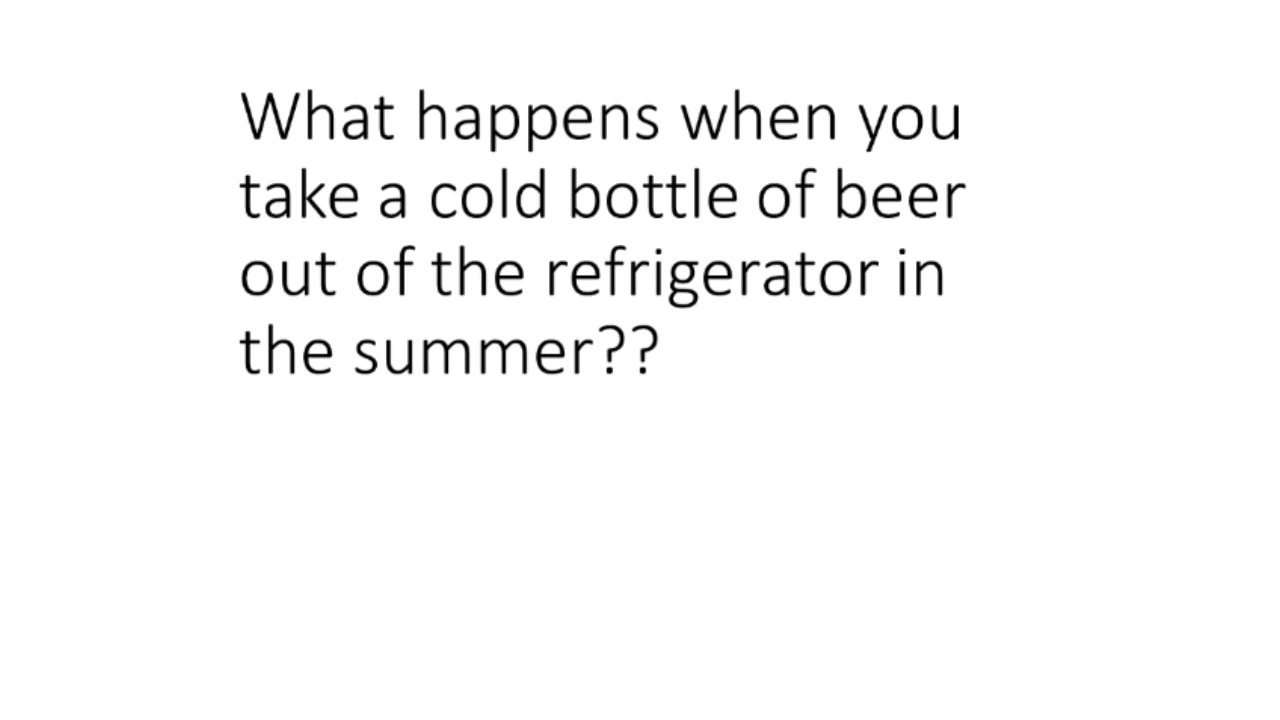 What happens when you
take a cold bottle of beer
out of the refrigerator in
the summer??